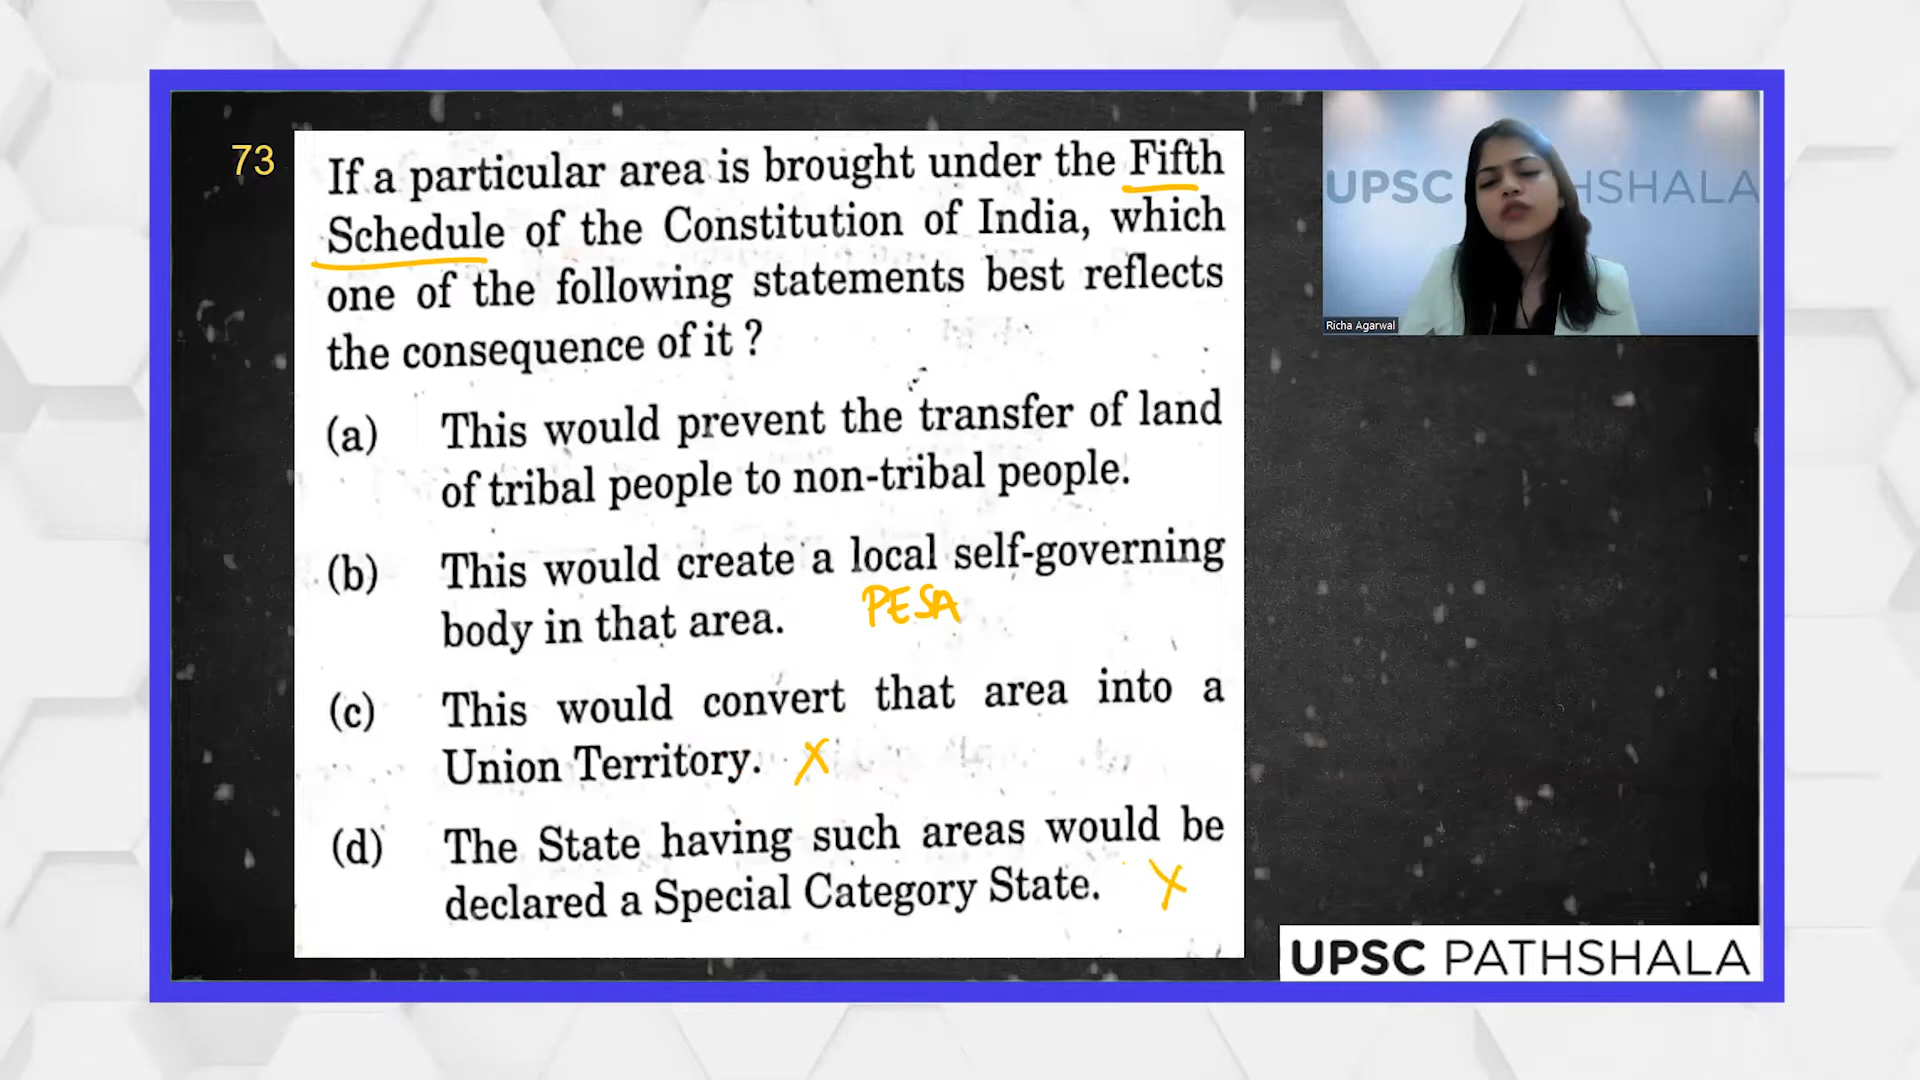 73
If a particular area is brought under the Fifth
Schedule of the Constitution of India, which
one of the following statements best reflects
the consequence of it ?
(a) This would prevent the transfer of land
of tribal people to non-tribal people.
(b) This would create a local self-governing
body in that area. PESA
(c) This would convert that area into a
Union Territory. X
(d) The State having such areas would be
declared a Special Category State. X
UPSC HSHALA
Richa Agarwal
UPSC PATHSHALA